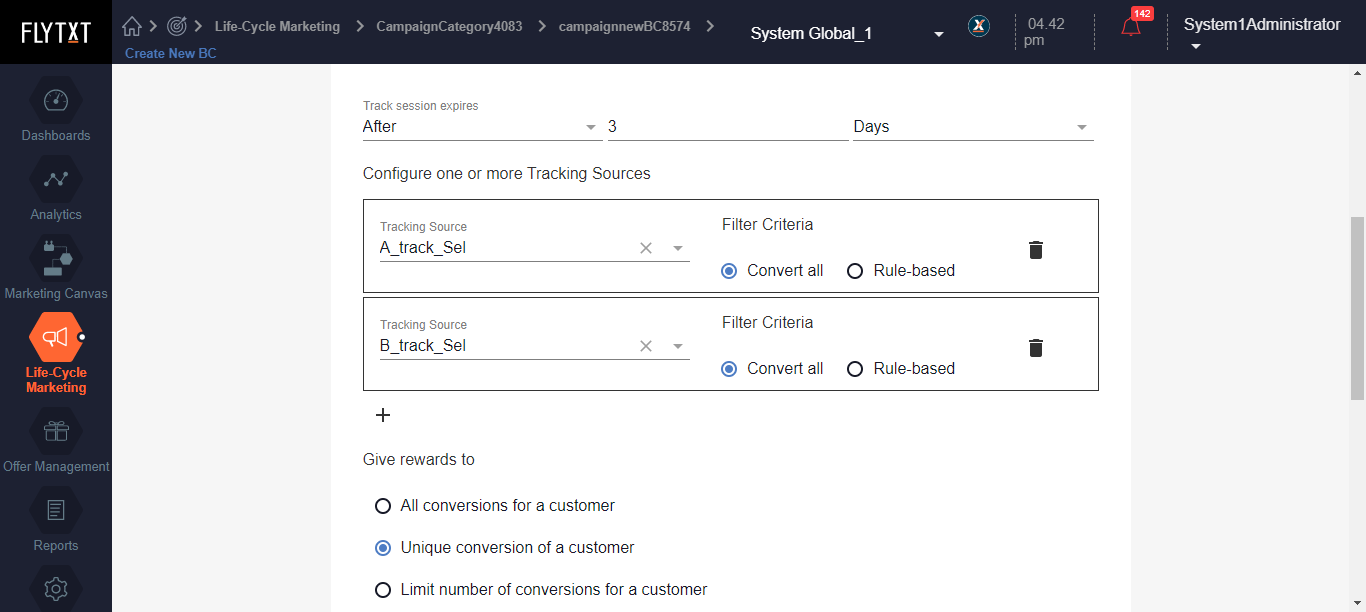 FLYTXT
Life-Cycle Marketing
CampaignCategory4083
campaignnewBC8574
Create New BC
System Global_1
X
04.42
pm
142
System1Administrator
Dashboards
Analytics
Marketing Canvas
Life-Cycle
Marketing
Offer Management
Reports
Track session expires
After
3
Days
Configure one or more Tracking Sources
Tracking Source
A_track_Sel
Filter Criteria
Convert all
Rule-based
Tracking Source
B_track_Sel
Filter Criteria
Convert all
Rule-based
Give rewards to
All conversions for a customer
Unique conversion of a customer
Limit number of conversions for a customer